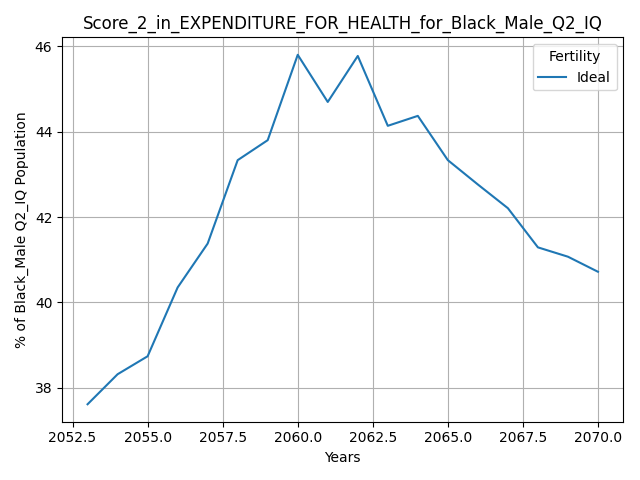 Score_2_in_EXPENDITURE_FOR_HEALTH_for_Black_Male_Q2_IQ
Fertility
Ideal
% of Black_Male Q2_IQ Population
46
44
42
40
38
2052.5 2055.0 2057.5 2060.0 2062.5 2065.0 2067.5 2070.0
Years